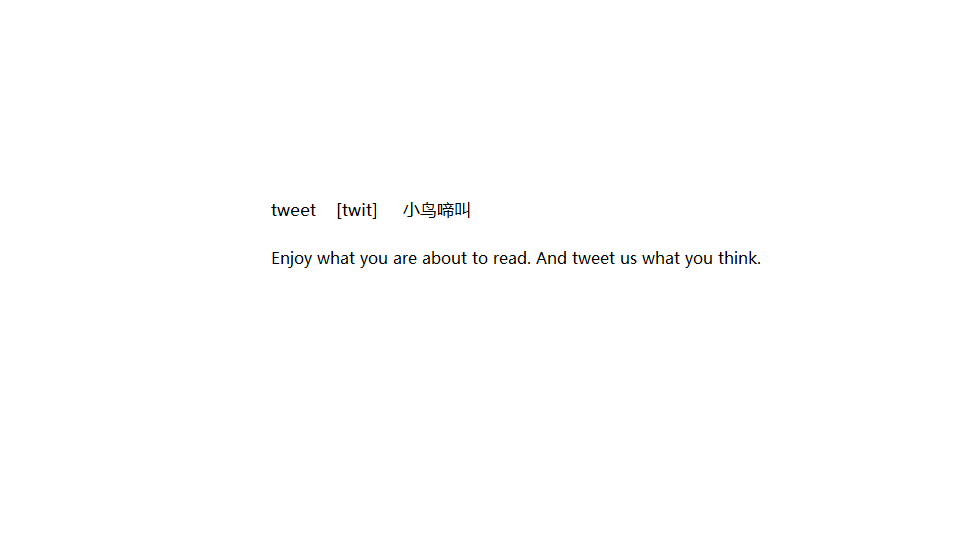 tweet [twit] 小鸟啼叫
Enjoy what you are about to read. And tweet us what you think.